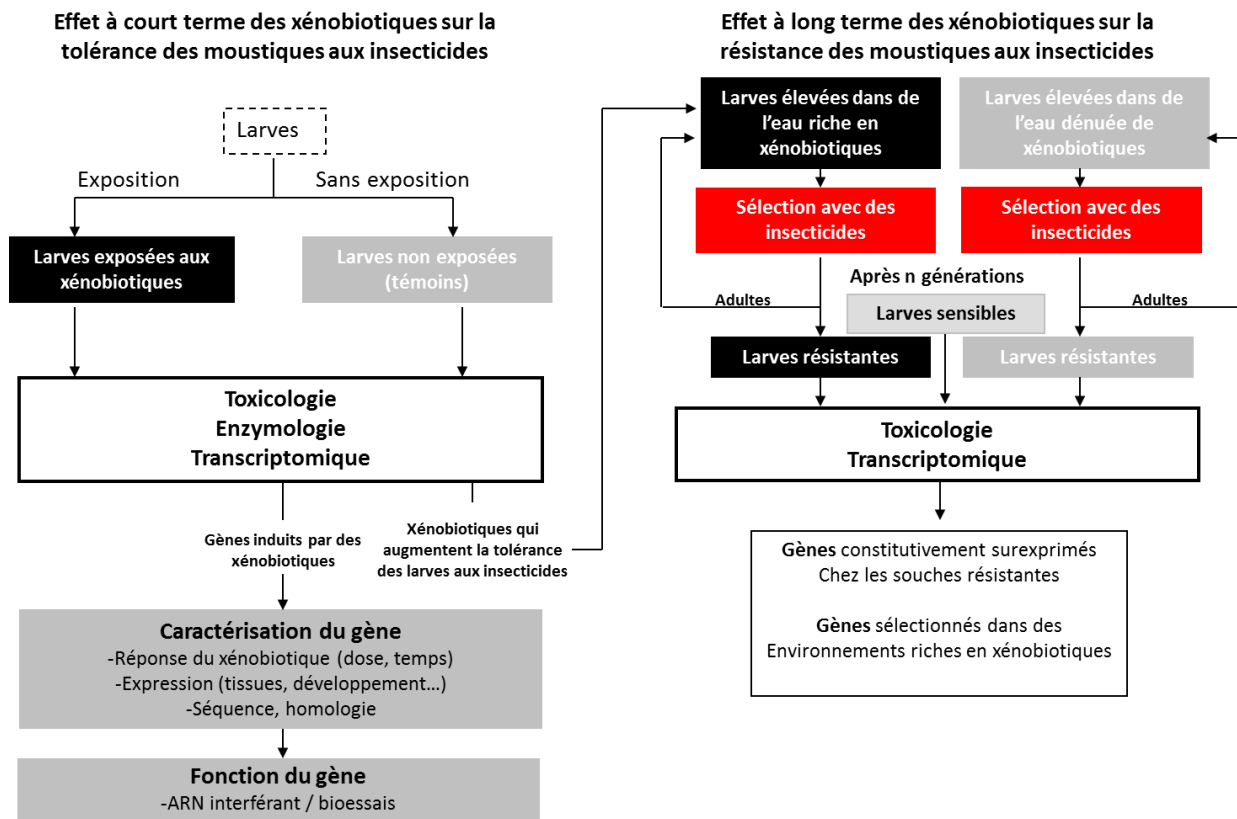 Effet à court terme des xénobiotiques sur la
tolérance des moustiques aux insecticides
Larves
Exposition
Sans exposition
Larves exposées aux
xénobiotiques
Larves non exposées
(témoins)
Toxicologie
Enzymologie
Transcriptomique
Gènes induits par des
xénobiotiques
Xénobiotiques qui
augmentent la tolérance
des larves aux insecticides
Caractérisation du gène
-Réponse du xénobiotique (dose, temps)
-Expression (tissues, développement...)
-Séquence, homologie
Fonction du gène
-ARN interférant / bioessais
Effet à long terme des xénobiotiques sur la
résistance des moustiques aux insecticides
Larves élevées dans de
l'eau riche en
xénobiotiques
Larves élevées dans de
l'eau dénuée de
xénobiotiques
Sélection avec des
insecticides
Sélection avec des
insecticides
Après n générations
Adultes
Larves sensibles
Adultes
Larves résistantes
Larves résistantes
Toxicologie
Transcriptomique
Gènes constitutivement surexprimés
Chez les souches résistantes
Gènes sélectionnés dans des
Environnements riches en xénobiotiques